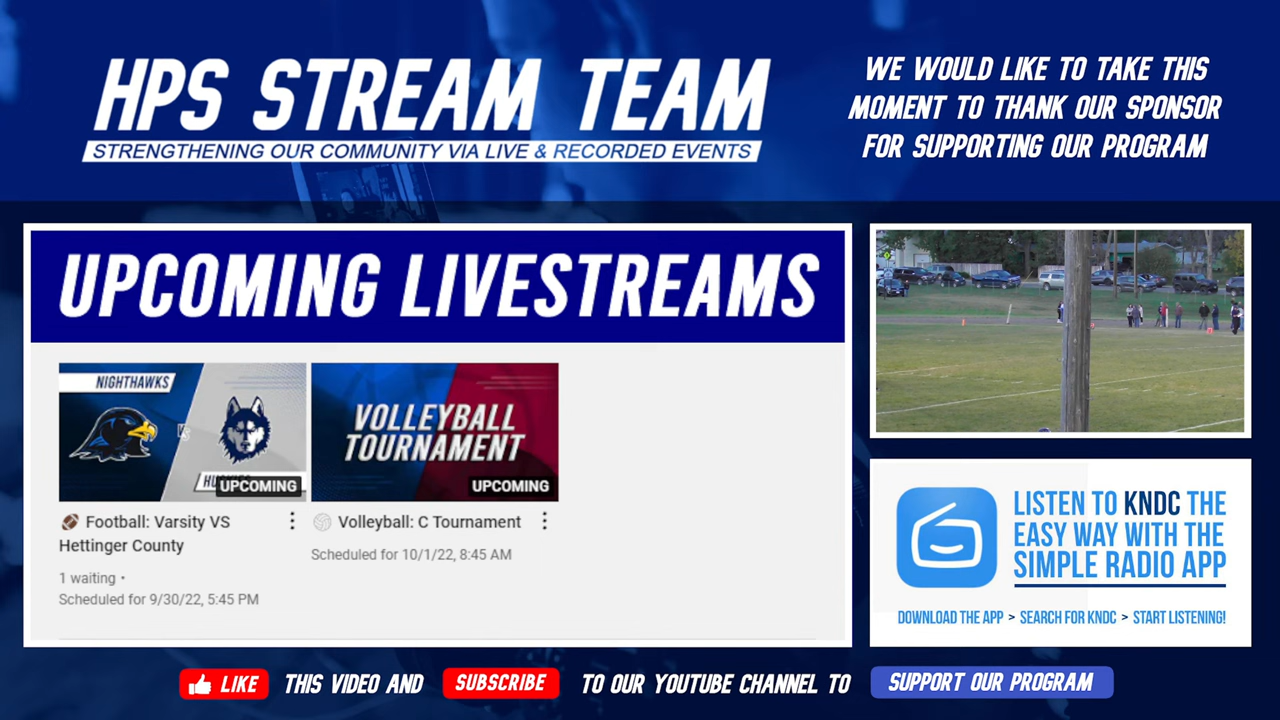 HPS STREAM TEAM
STRENGTHENING OUR COMMUNITY VIA LIVE & RECORDED EVENTS
WE WOULD LIKE TO TAKE THIS
MOMENT TO THANK OUR SPONSOR
FOR SUPPORTING OUR PROGRAM
UPCOMING LIVESTREAMS
NIGHTHAWKS
VS
UPCOMING
Football: Varsity VS
Hettinger County
1 waiting •
Scheduled for 9/30/22, 5:45 PM
VOLLEYBALL
TOURNAMENT
UPCOMING
Volleyball: C Tournament
Scheduled for 10/1/22, 8:45 AM
LISTEN TO KNDC THE
EASY WAY WITH THE
SIMPLE RADIO APP
DOWNLOAD THE APP > SEARCH FOR KNDC > START LISTENING!
LIKE THIS VIDEO AND SUBSCRIBE TO OUR YOUTUBE CHANNEL TO SUPPORT OUR PROGRAM